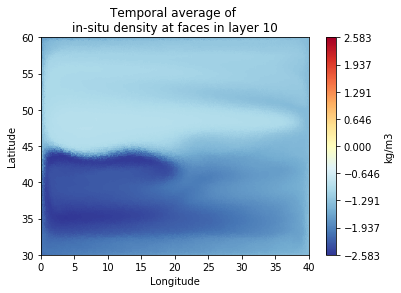 Temporal average of
in-situ density at faces in layer 10
60
55
50
45
40
35
30
Latitude
0 5 10 15 20 25 30 35 40
Longitude
2.583
1.937
1.291
0.646
0.000
−0.646
−1.291
−1.937
−2.583
kg/m3